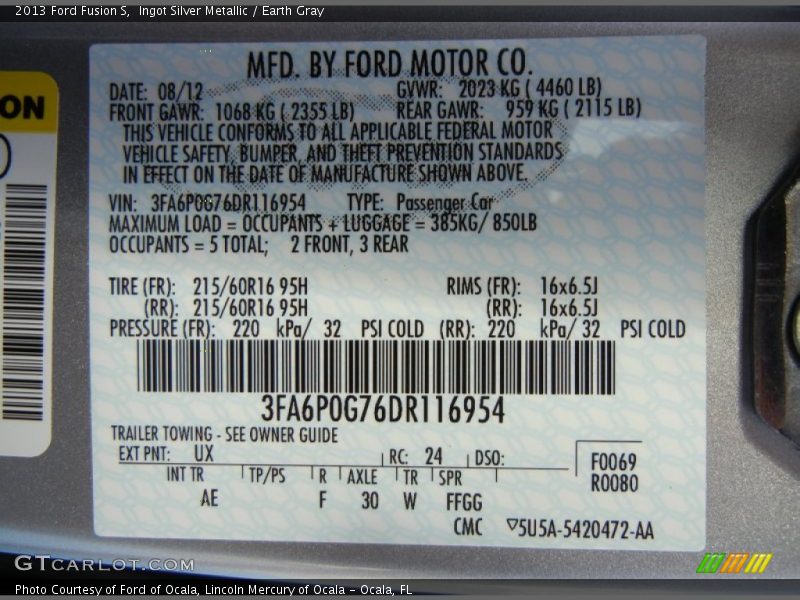 2013 Ford Fusion S,  Ingot Silver Metallic / Earth Gray
ON
MFD. BY FORD MOTOR CO.
DATE: 08/12 GVWR: 2023 KG ( 4460 LB)
FRONT GAWR: 1068 KG ( 2355 LB) REAR GAWR: 959 KG ( 2115 LB)
THIS VEHICLE CONFORMS TO ALL APPLICABLE FEDERAL MOTOR
VEHICLE SAFETY, BUMPER, AND THEFT PREVENTION STANDARDS
IN EFFECT ON THE DATE OF MANUFACTURE SHOWN ABOVE.
VIN: 3FA6P0G76DR116954 TYPE: Passenger Car
MAXIMUM LOAD = OCCUPANTS + LUGGAGE = 385KG/ 850LB
OCCUPANTS = 5 TOTAL; 2 FRONT, 3 REAR
TIRE (FR): 215/60R16 95H RIMS (FR): 16x6.5J
(RR): 215/60R16 95H (RR): 16x6.5J
PRESSURE (FR): 220 kPa/ 32 PSI COLD (RR): 220 kPa/ 32 PSI COLD
3FA6P0G76DR116954
TRAILER TOWING - SEE OWNER GUIDE
EXT PNT: UX RC: 24 DSO:
F0069
R0080
INT TR TP/PS R AXLE TR SPR
AE F 30 W FFGG
CMC ▽5U5A-5420472-AA
GTCARLOT.COM
Photo Courtesy of Ford of Ocala, Lincoln Mercury of Ocala - Ocala, FL